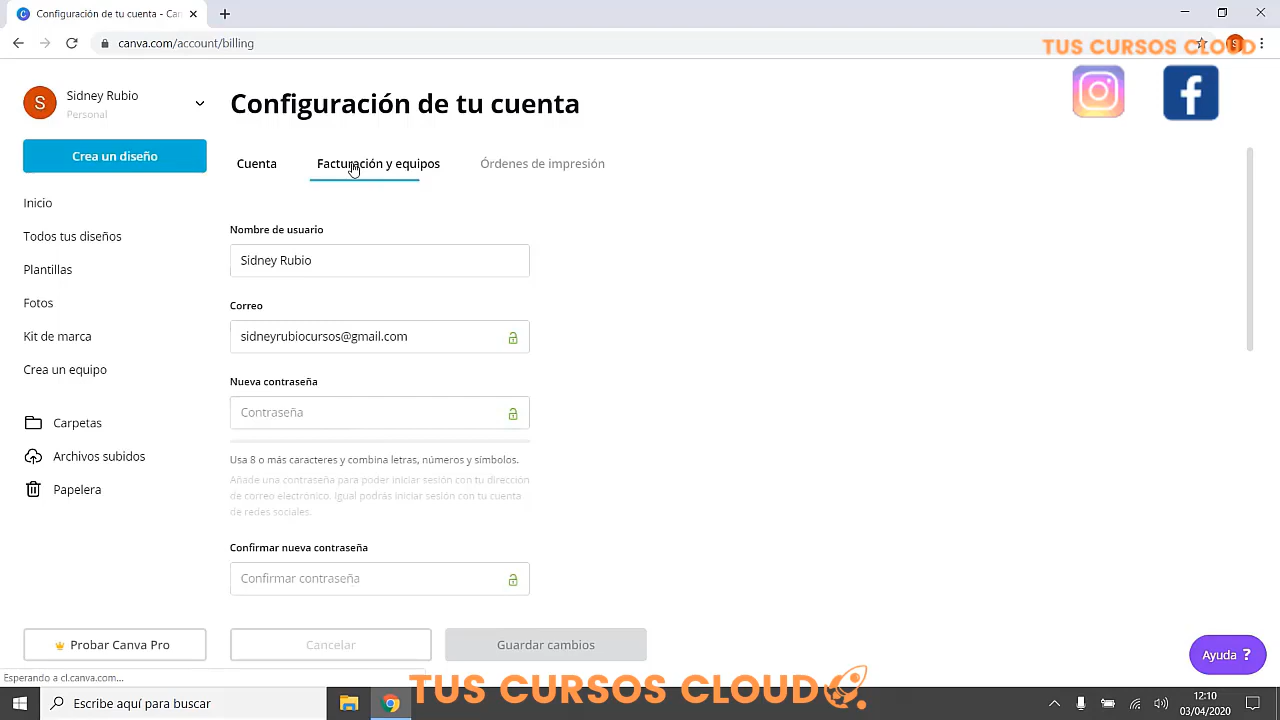 Configuración de tu cuenta - Can
canva.com/account/billing
TUS CURSOS CLOUD
S
Sidney Rubio
Personal
Crea un diseño
Inicio
Todos tus diseños
Plantillas
Fotos
Kit de marca
Crea un equipo
Carpetas
Archivos subidos
Papelera
Probar Canva Pro
Configuración de tu cuenta
Cuenta
Facturación y equipos
Órdenes de impresión
Nombre de usuario
Sidney Rubio
Correo
sidneyrubiocursos@gmail.com
Nueva contraseña
Contraseña
Usa 8 o más caracteres y combina letras, números y símbolos.
Añade una contraseña para poder iniciar sesión con tu dirección
de correo electrónico. Igual podrás iniciar sesión con tu cuenta
de redes sociales.
Confirmar nueva contraseña
Confirmar contraseña
Cancelar
Guardar cambios
Ayuda ?
Esperando a cl.canva.com...
TUS CURSOS CLOUD
Escribe aquí para buscar
12:10
03/04/2020